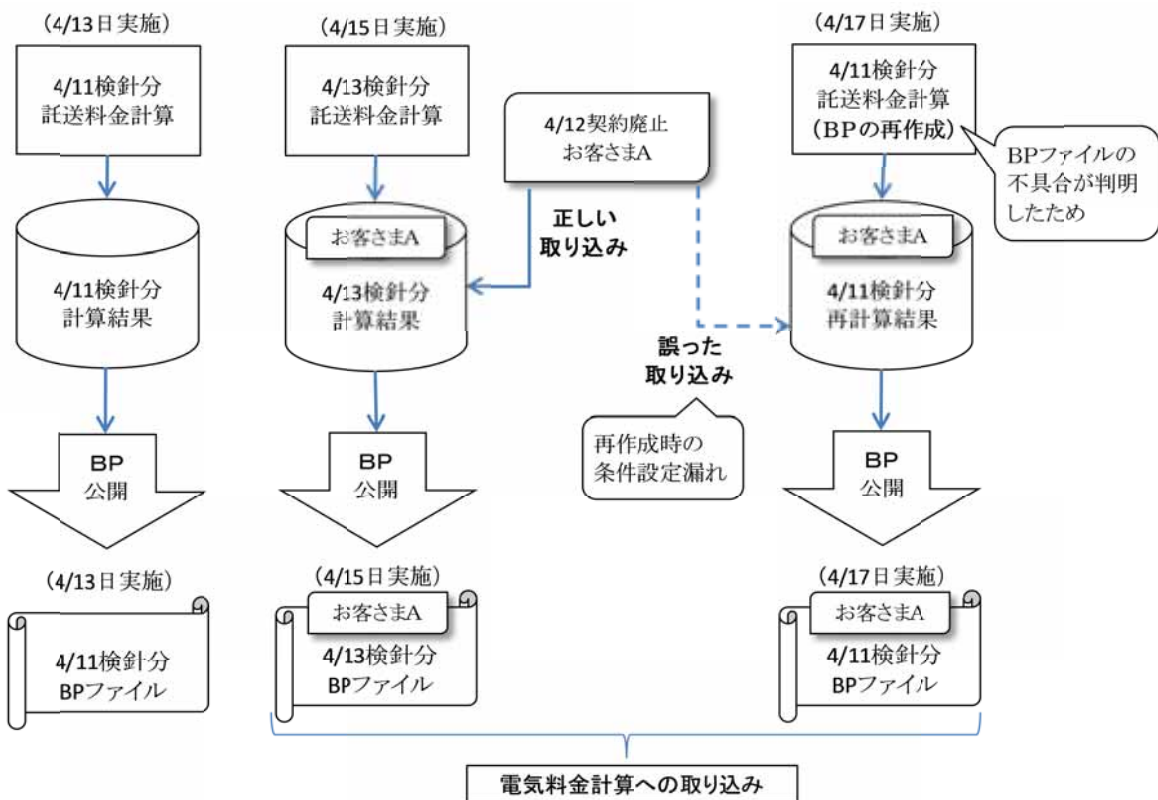 (4/13日実施)
4/11検針分
託送料金計算
4/11検針分
計算結果
BP
公開
(4/13日実施)
4/11検針分
BPファイル
(4/15日実施)
4/13検針分
託送料金計算
4/12契約廃止
お客さまA
正しい
取り込み
お客さまA
4/13検針分
計算結果
BP
公開
(4/15日実施)
お客さまA
4/13検針分
BPファイル
(4/17日実施)
4/11検針分
託送料金計算
(BPの再作成)
BPファイルの
不具合が判明
したため
お客さまA
4/11検針分
再計算結果
誤った
取り込み
再作成時の
条件設定漏れ
BP
公開
(4/17日実施)
お客さまA
4/11検針分
BPファイル
電気料金計算への取り込み